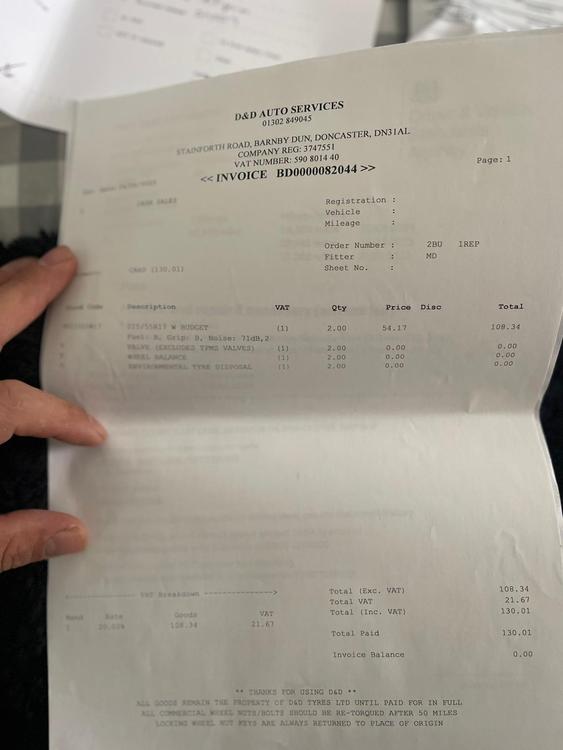 D&D AUTO SERVICES
01302 849045
STAINFORTH ROAD, BARNBY DUN, DONCASTER, DN31AL
COMPANY REG: 3747551
VAT NUMBER: 590 8014 40
<< INVOICE BD0000082044 >>
Page: 1
CASH SALES
Registration :
Vehicle :
Mileage :
Order Number : 2BU 1REP
Fitter : MD
Sheet No. :
CARD (130.01)
Code Description VAT Qty Price Disc Total
W BUDGET (1) 2.00 54.17 108.34
Fuel: B, Grip: B, Noise: 71dB,2
VALVE (EXCLUDES TPMS VALVES) (1) 2.00 0.00 0.00
WHEEL BALANCE (1) 2.00 0.00 0.00
ENVIRONMENTAL TYRE DISPOSAL (1) 2.00 0.00 0.00
VAT Breakdown
Rate Goods VAT
1 20.00% 108.34 21.67
Total (Exc. VAT) 108.34
Total VAT 21.67
Total (Inc. VAT) 130.01
Total Paid 130.01
Invoice Balance 0.00
** THANKS FOR USING D&D **
ALL GOODS REMAIN THE PROPERTY OF D&D TYRES LTD UNTIL PAID FOR IN FULL
ALL COMMERCIAL WHEEL NUTS/BOLTS SHOULD BE RE-TORQUED AFTER 50 MILES
LOCKING WHEEL NUT KEYS ARE ALWAYS RETURNED TO PLACE OF ORIGIN